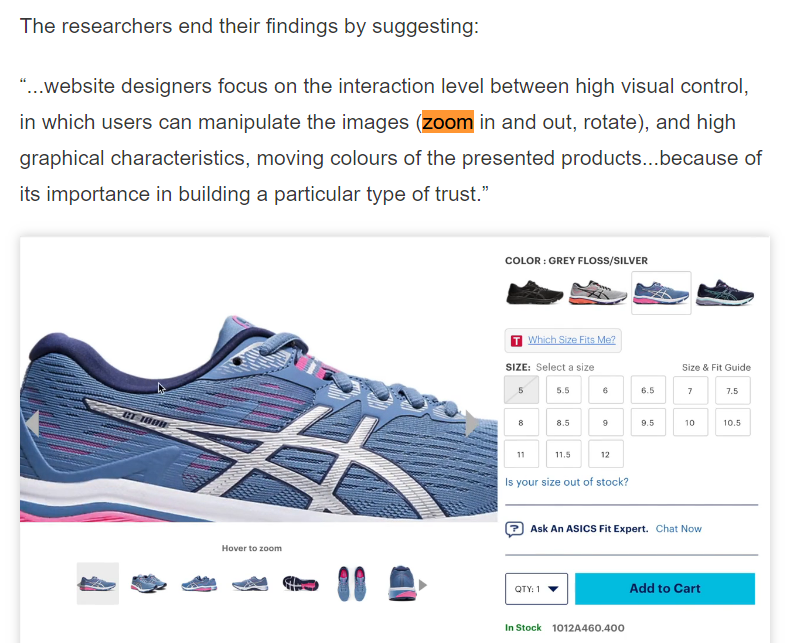 The researchers end their findings by suggesting:
“...website designers focus on the interaction level between high visual control,
in which users can manipulate the images (zoom in and out, rotate), and high
graphical characteristics, moving colours of the presented products...because of
its importance in building a particular type of trust.”
COLOR : GREY FLOSS/SILVER
T Which Size Fits Me?
SIZE: Select a size Size & Fit Guide
5 5.5 6 6.5 7 7.5
8 8.5 9 9.5 10 10.5
11 11.5 12
Is your size out of stock?
? Ask An ASICS Fit Expert. Chat Now
QTY: 1 Add to Cart
In Stock 1012A460.400
GT 1000
Hover to zoom